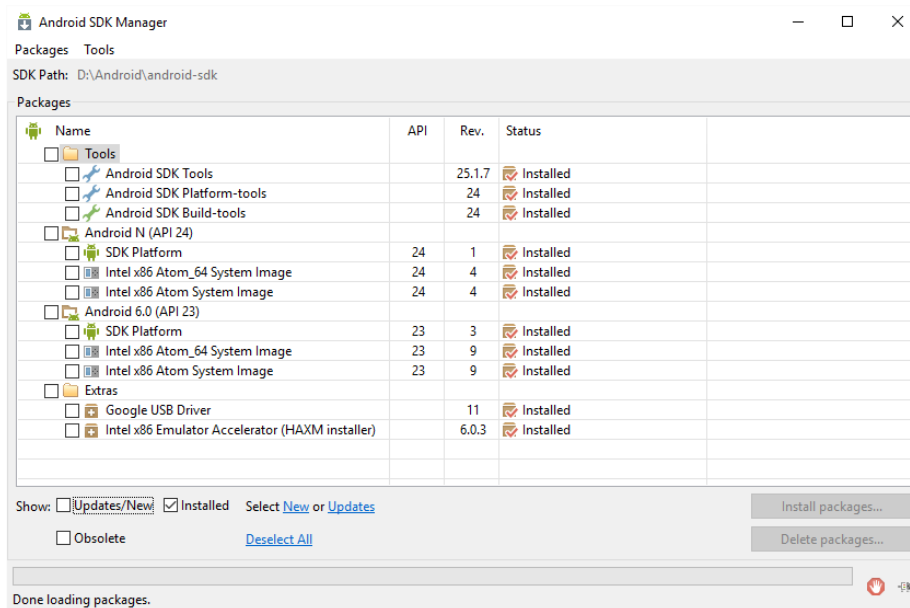 Android SDK Manager
Packages Tools
SDK Path: D:\Android\android-sdk
Packages
Name API Rev. Status
Tools
Android SDK Tools 25.1.7 Installed
Android SDK Platform-tools 24 Installed
Android SDK Build-tools 24 Installed
Android N (API 24)
SDK Platform 24 1 Installed
Intel x86 Atom_64 System Image 24 4 Installed
Intel x86 Atom System Image 24 4 Installed
Android 6.0 (API 23)
SDK Platform 23 3 Installed
Intel x86 Atom_64 System Image 23 9 Installed
Intel x86 Atom System Image 23 9 Installed
Extras
Google USB Driver 11 Installed
Intel x86 Emulator Accelerator (HAXM installer) 6.0.3 Installed
Show: Updates/New Installed Select New or Updates Install packages...
Obsolete Deselect All Delete packages...
Done loading packages.